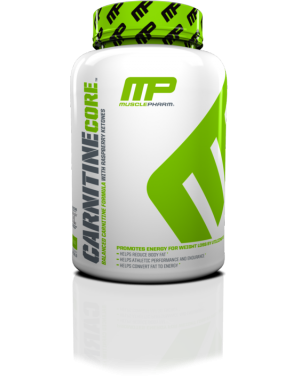 MP
MUSCLEPHARM
CARNITINE CORE™
BALANCED CARNITINE FORMULA WITH RASPBERRY KETONES
PROMOTES ENERGY FOR WEIGHT LOSS
• HELPS REDUCE BODY FAT
• HELPS ATHLETIC PERFORMANCE AND ENDURANCE
• HELPS CONVERT FAT TO ENERGY